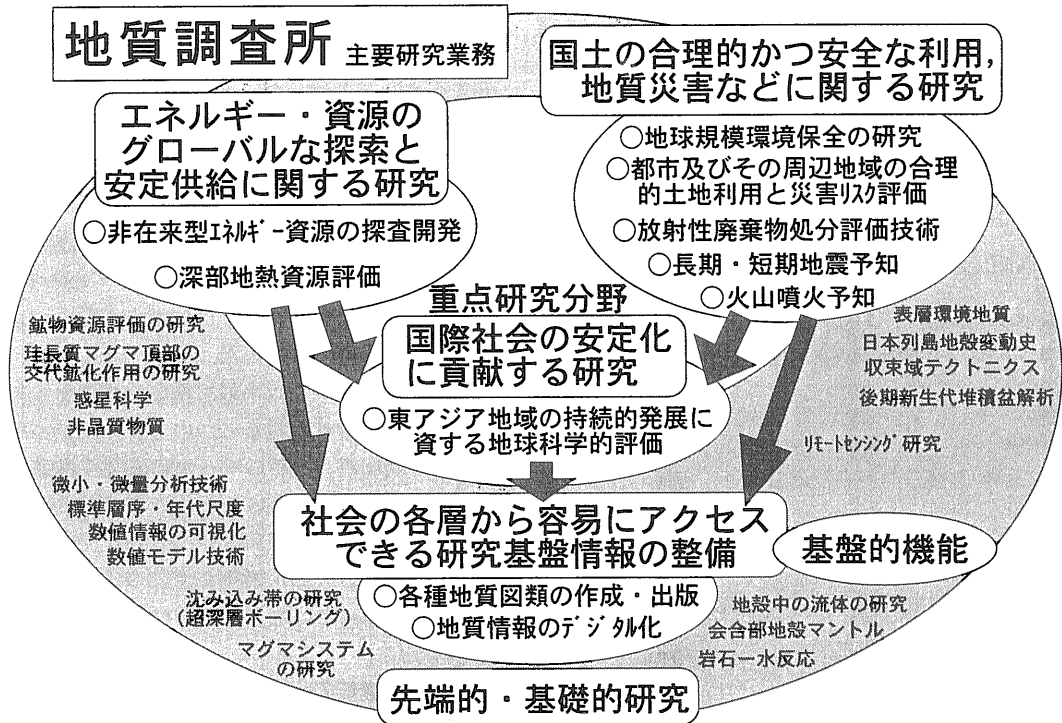 地質調査所 主要研究業務
国土の合理的かつ安全な利用,
地質災害などに関する研究
エネルギー・資源の
グローバルな探索と
安定供給に関する研究
○非在来型ｴﾈﾙｷﾞｰ資源の探査開発
○深部地熱資源評価
○地球規模環境保全の研究
○都市及びその周辺地域の合理
的土地利用と災害ﾘｽｸ評価
○放射性廃棄物処分評価技術
○長期・短期地震予知
○火山噴火予知
重点研究分野
国際社会の安定化
に貢献する研究
○東アジア地域の持続的発展に
資する地球科学的評価
鉱物資源評価の研究
珪長質マグマ頂部の
交代鉱化作用の研究
惑星科学
非晶質物質
表層環境地質
日本列島地殻変動史
収束域テクトニクス
後期新生代堆積盆解析
ﾘﾓｰﾄｾﾝｼﾝｸﾞ研究
微小・微量分析技術
標準層序・年代尺度
数値情報の可視化
数値モデル技術
社会の各層から容易にアクセス
できる研究基盤情報の整備
基盤的機能
○各種地質図類の作成・出版
○地質情報のﾃﾞｼﾞﾀﾙ化
沈み込み帯の研究
(超深層ボーリング)
マグマシステム
の研究
地殻中の流体の研究
会合部地殻マントル
岩石ー水反応
先端的・基礎的研究